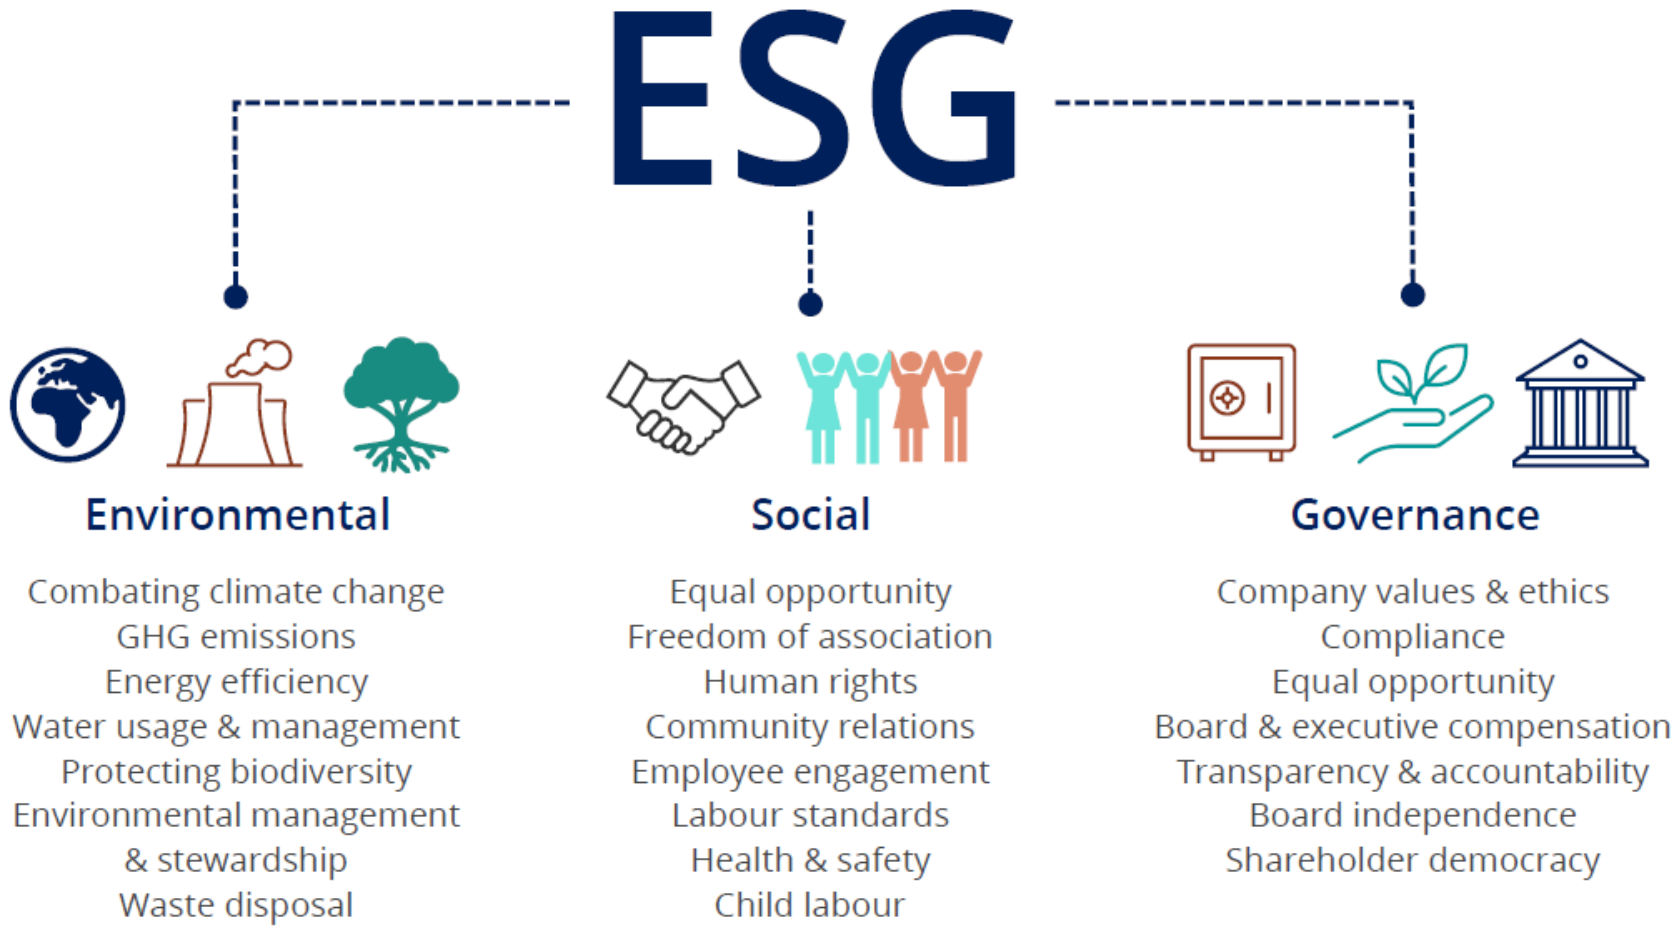 ESG
Environmental
Combating climate change
GHG emissions
Energy efficiency
Water usage & management
Protecting biodiversity
Environmental management
& stewardship
Waste disposal
Social
Equal opportunity
Freedom of association
Human rights
Community relations
Employee engagement
Labour standards
Health & safety
Child labour
Governance
Company values & ethics
Compliance
Equal opportunity
Board & executive compensation
Transparency & accountability
Board independence
Shareholder democracy